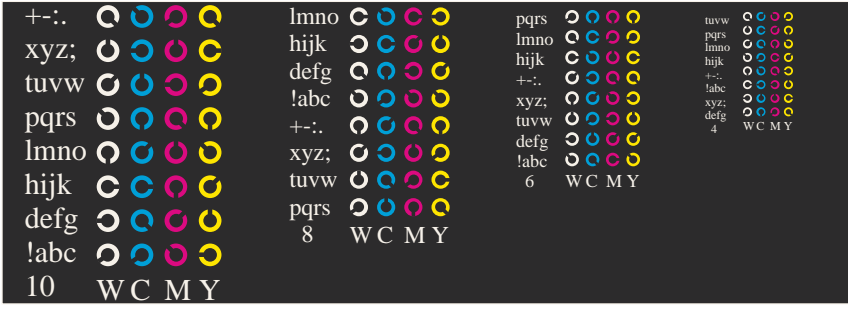 +-:.
xyz;
tuvw
pqrs
lmno
hijk
defg
!abc
10 W C M Y
lmno
hijk
defg
!abc
+-:.
xyz;
tuvw
pqrs
8 W C M Y
pqrs
lmno
hijk
+-:.
xyz;
tuvw
defg
!abc
6 W C M Y
tuvw
pqrs
lmno
hijk
+-:.
!abc
xyz;
defg
4 W C M Y